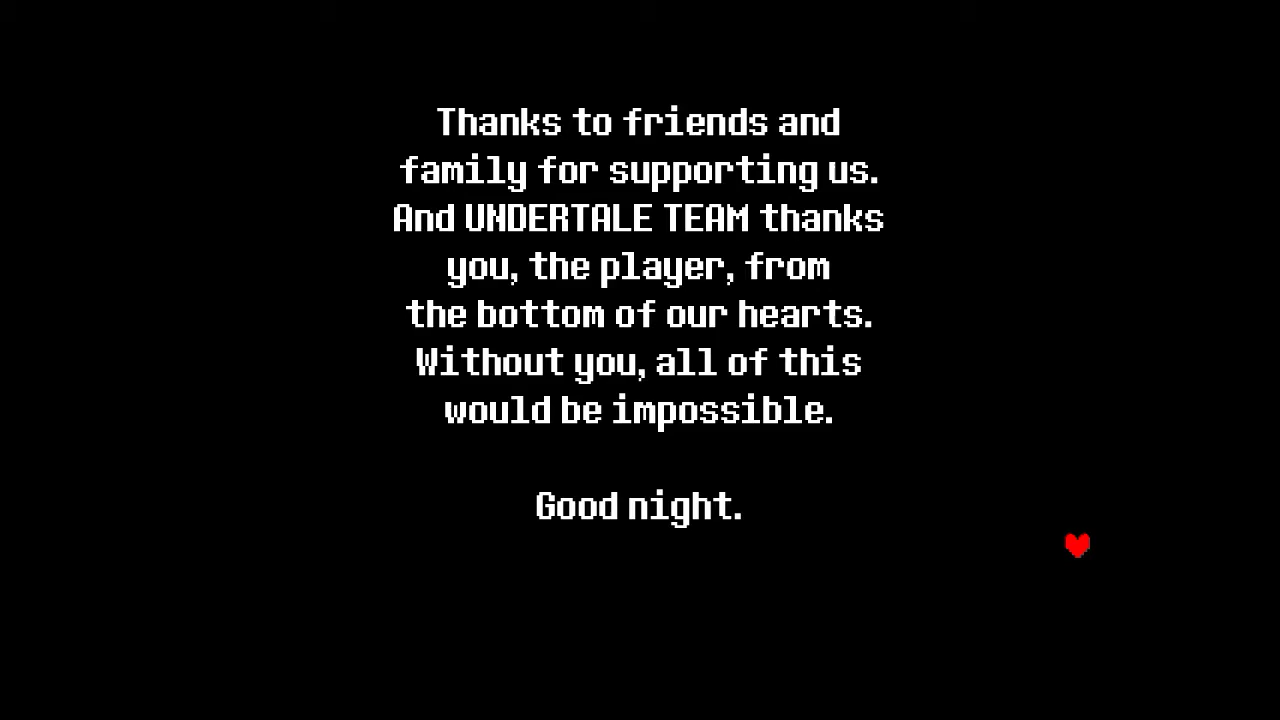 Thanks to friends and
family for supporting us.
And UNDERTALE TEAM thanks
you, the player, from
the bottom of our hearts.
Without you, all of this
would be impossible.
Good night.